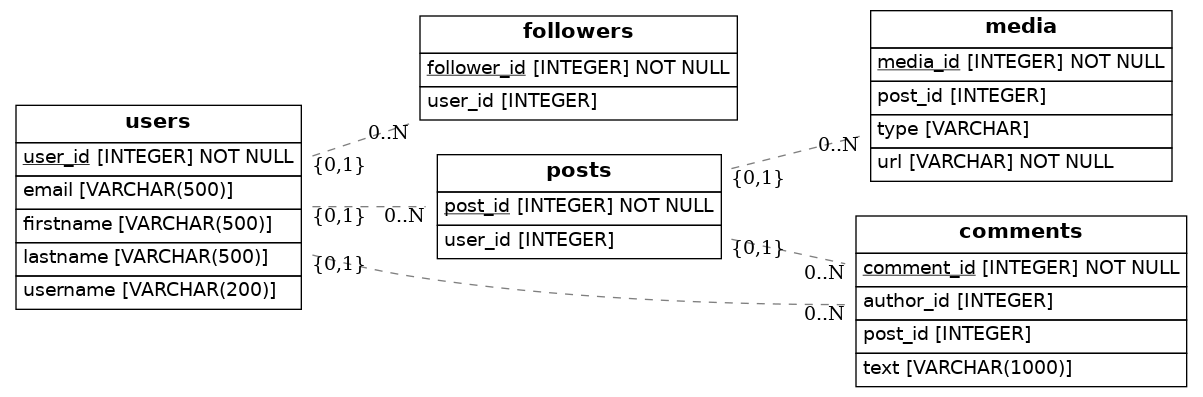 users
user_id [INTEGER] NOT NULL
email [VARCHAR(500)]
firstname [VARCHAR(500)]
lastname [VARCHAR(500)]
username [VARCHAR(200)]
{0,1}
0..N
{0,1}
0..N
{0,1}
0..N
followers
follower_id [INTEGER] NOT NULL
user_id [INTEGER]
posts
post_id [INTEGER] NOT NULL
user_id [INTEGER]
{0,1}
0..N
{0,1}
0..N
media
media_id [INTEGER] NOT NULL
post_id [INTEGER]
type [VARCHAR]
url [VARCHAR] NOT NULL
comments
comment_id [INTEGER] NOT NULL
author_id [INTEGER]
post_id [INTEGER]
text [VARCHAR(1000)]